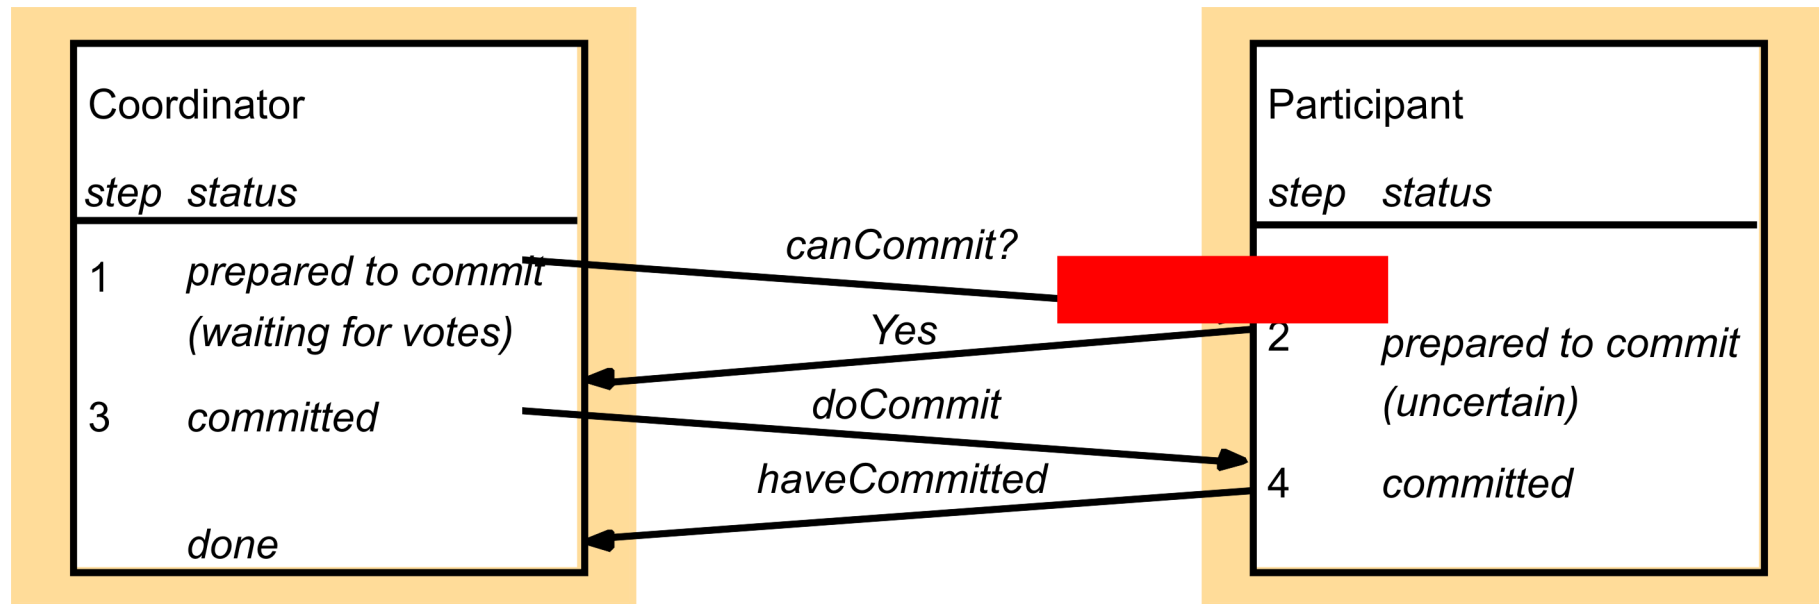 Coordinator
step status
1 prepared to commit
(waiting for votes)
3 committed
done
canCommit?
Yes
doCommit
haveCommitted
Participant
step status
2 prepared to commit
(uncertain)
4 committed